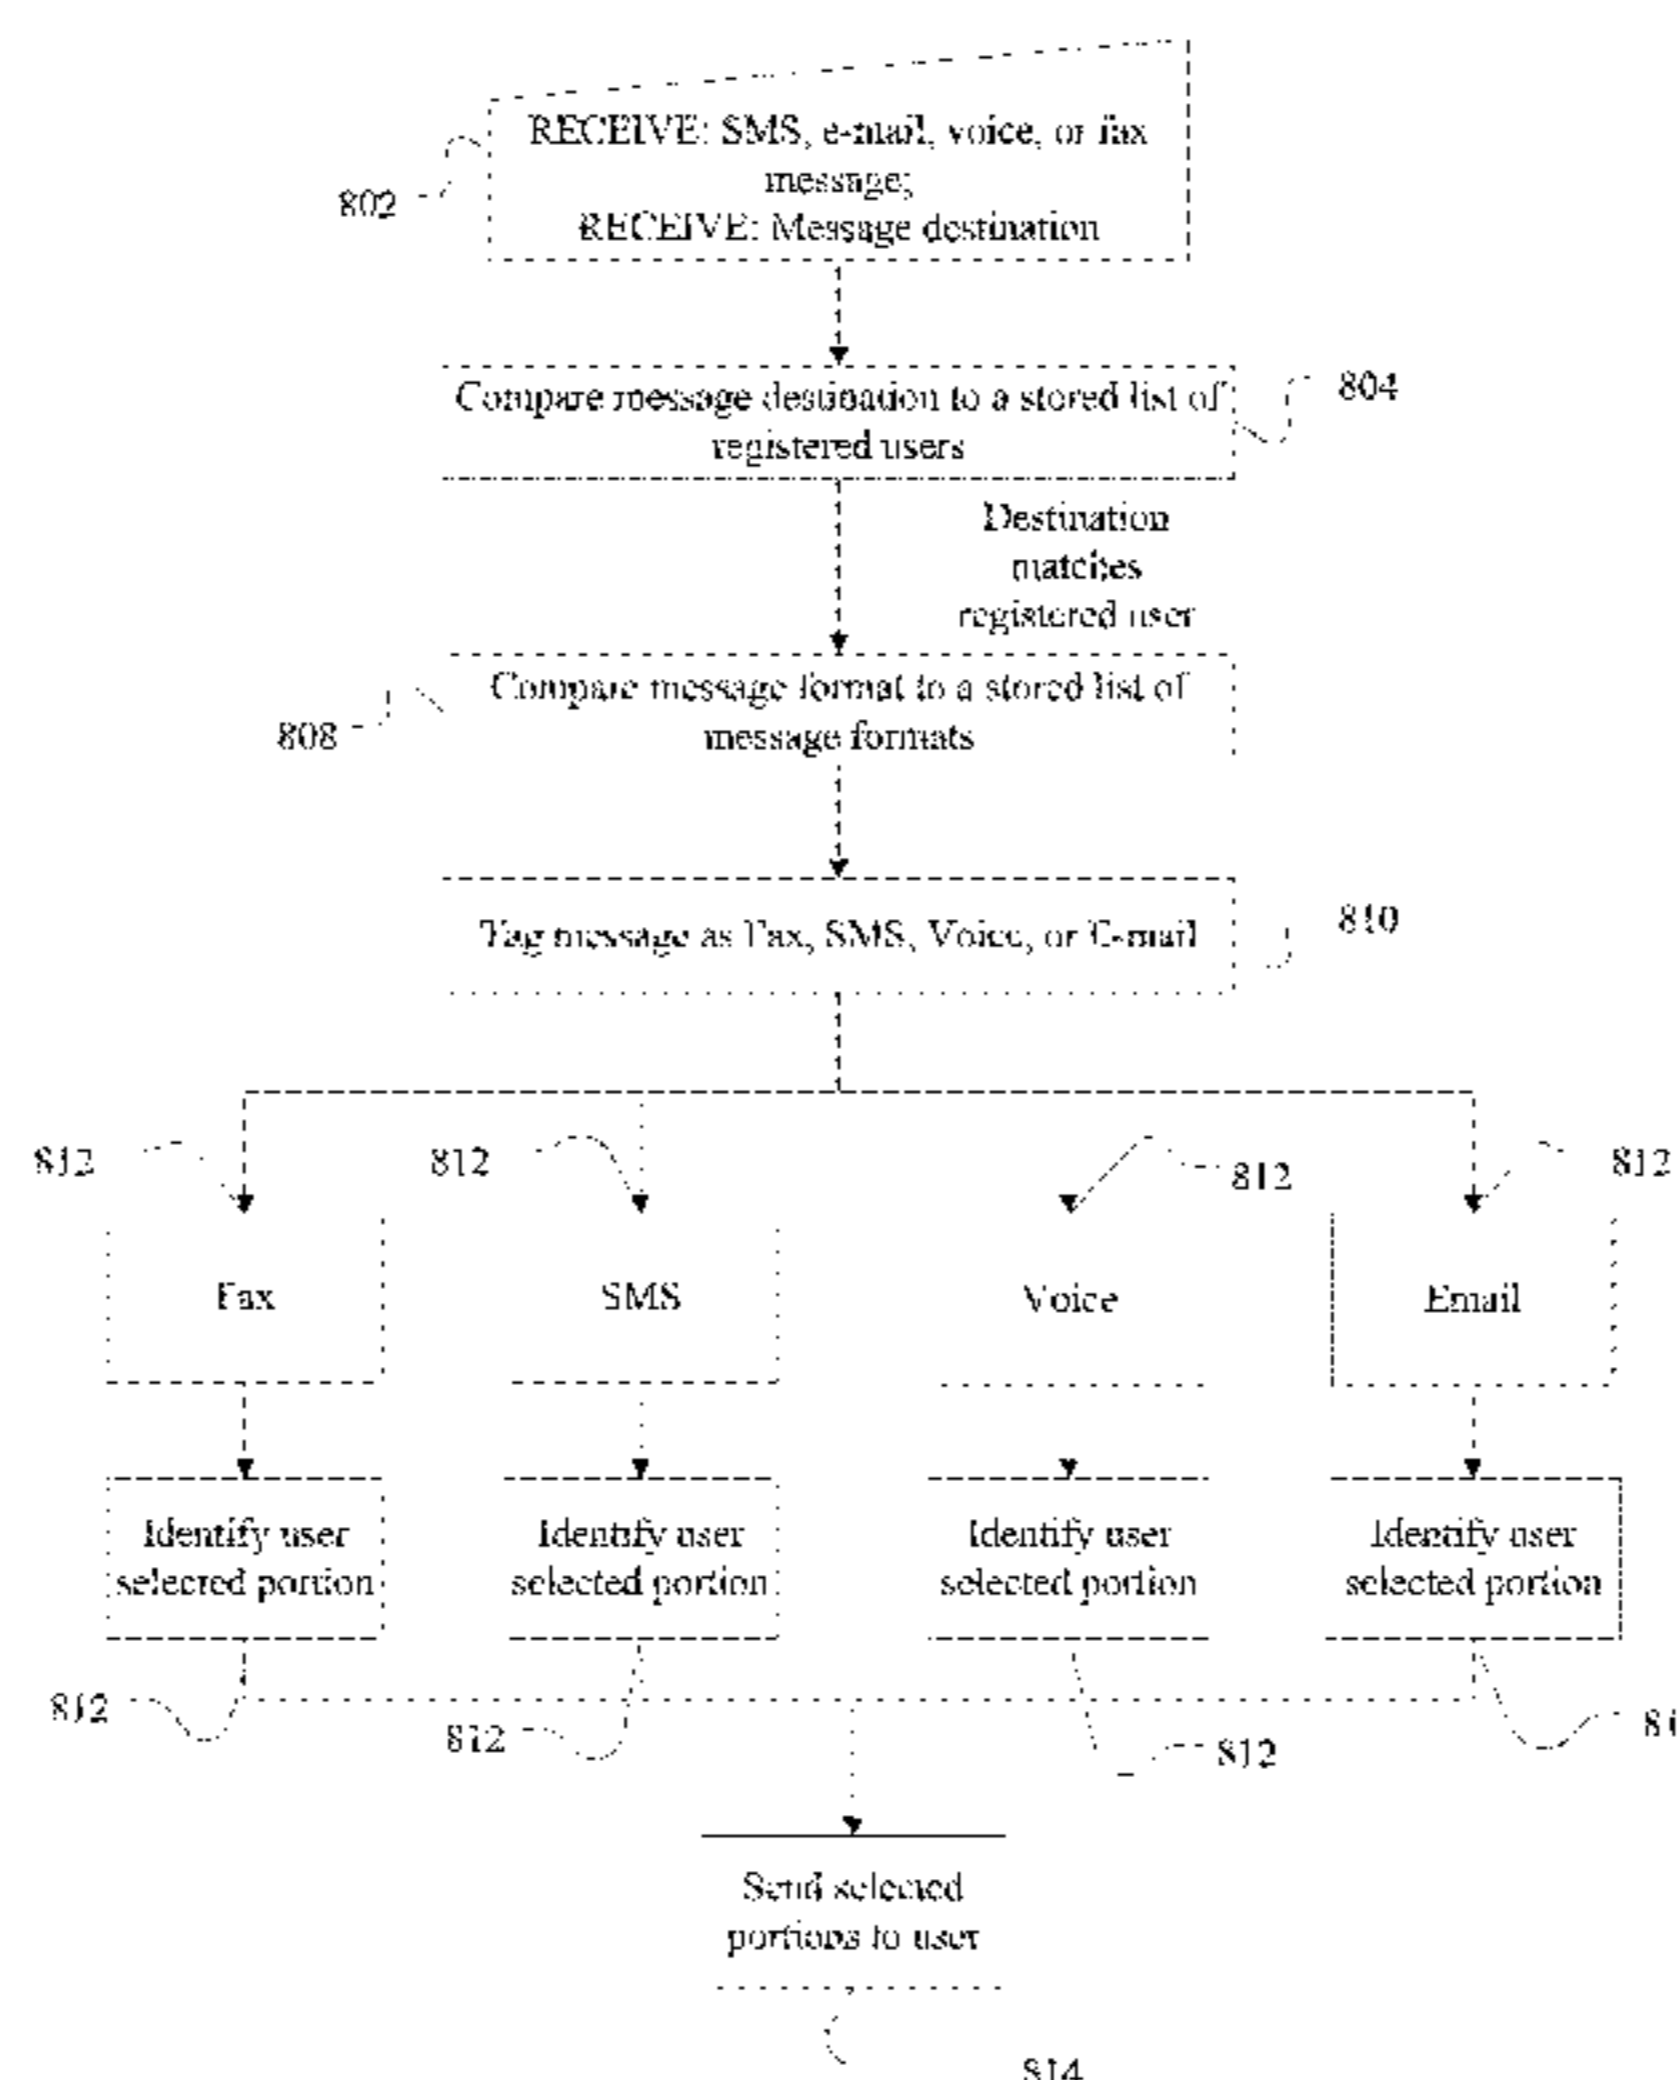 RECEIVE: SMS, e-mail, voice, or fax
message;
RECEIVE: Message destination
802
Compare message destination to a stored list of
registered users
804
Destination
matches
registered user
Compare message format to a stored list of
message formats
808
Tag message as Fax, SMS, Voice, or E-mail
810
812
812
812
812
Fax
SMS
Voice
Email
Identify user
selected portion
Identify user
selected portion
Identify user
selected portion
Identify user
selected portion
812
812
812
81
Send selected
portions to user
814